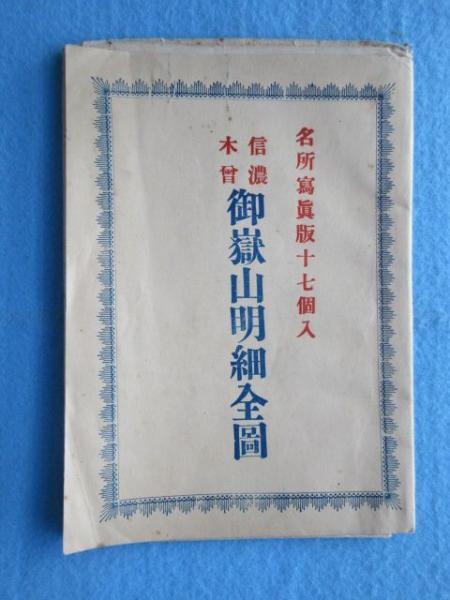 名所寫眞版十七個入
信濃
木曾
御嶽山明細全圖